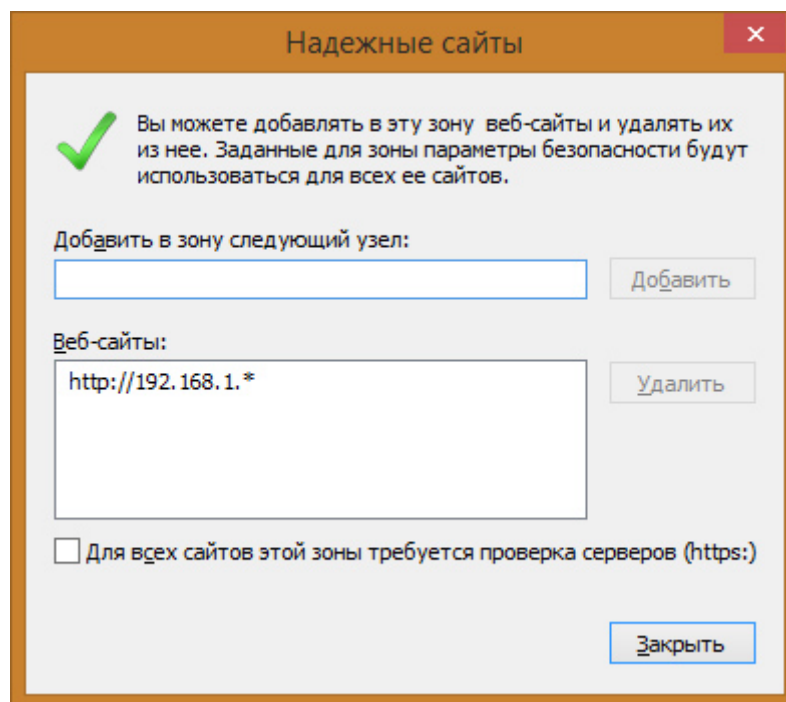 Надежные сайты
Вы можете добавлять в эту зону веб-сайты и удалять их
из нее. Заданные для зоны параметры безопасности будут
использоваться для всех ее сайтов.
Добавить в зону следующий узел:
Добавить
Веб-сайты:
http://192.168.1.*
Удалить
Для всех сайтов этой зоны требуется проверка серверов (https:)
Закрыть